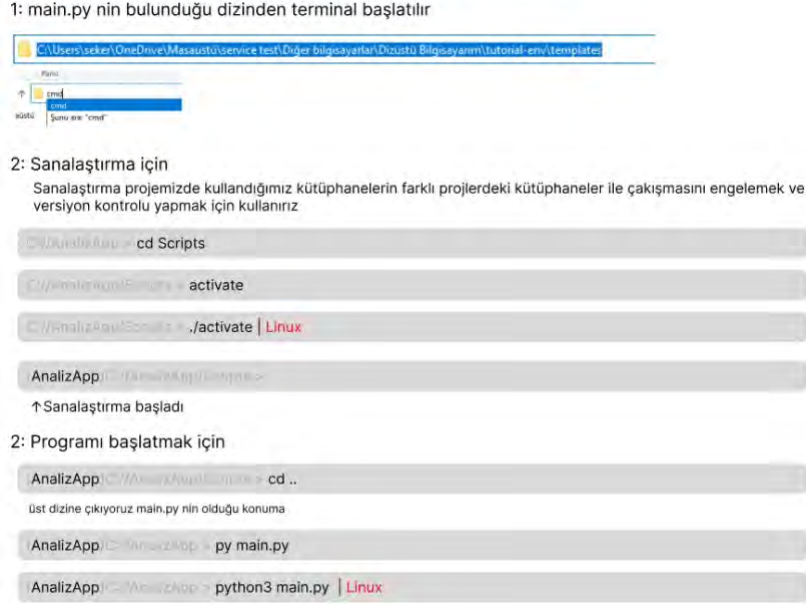 1: main.py nin bulunduğu dizinden terminal başlatılır
C:\Users\seker\OneDrive\Masaüstü\service test\Diğer bilgisayarlar\Dizüstü Bilgisayarım\tutorial-env\templates
cmd
cmd
Şunu ara: "cmd"
2: Sanalaştırma için
Sanalaştırma projemizde kullandığımız kütüphanelerin farklı projlerdeki kütüphaneler ile çakışmasını engelemek ve
versiyon kontrolu yapmak için kullanırız
cd Scripts
activate
./activate | Linux
AnalizApp
↑Sanalaştırma başladı
2: Programı başlatmak için
AnalizApp cd ..
üst dizine çıkıyoruz main.py nin olduğu konuma
AnalizApp py main.py
AnalizApp python3 main.py | Linux